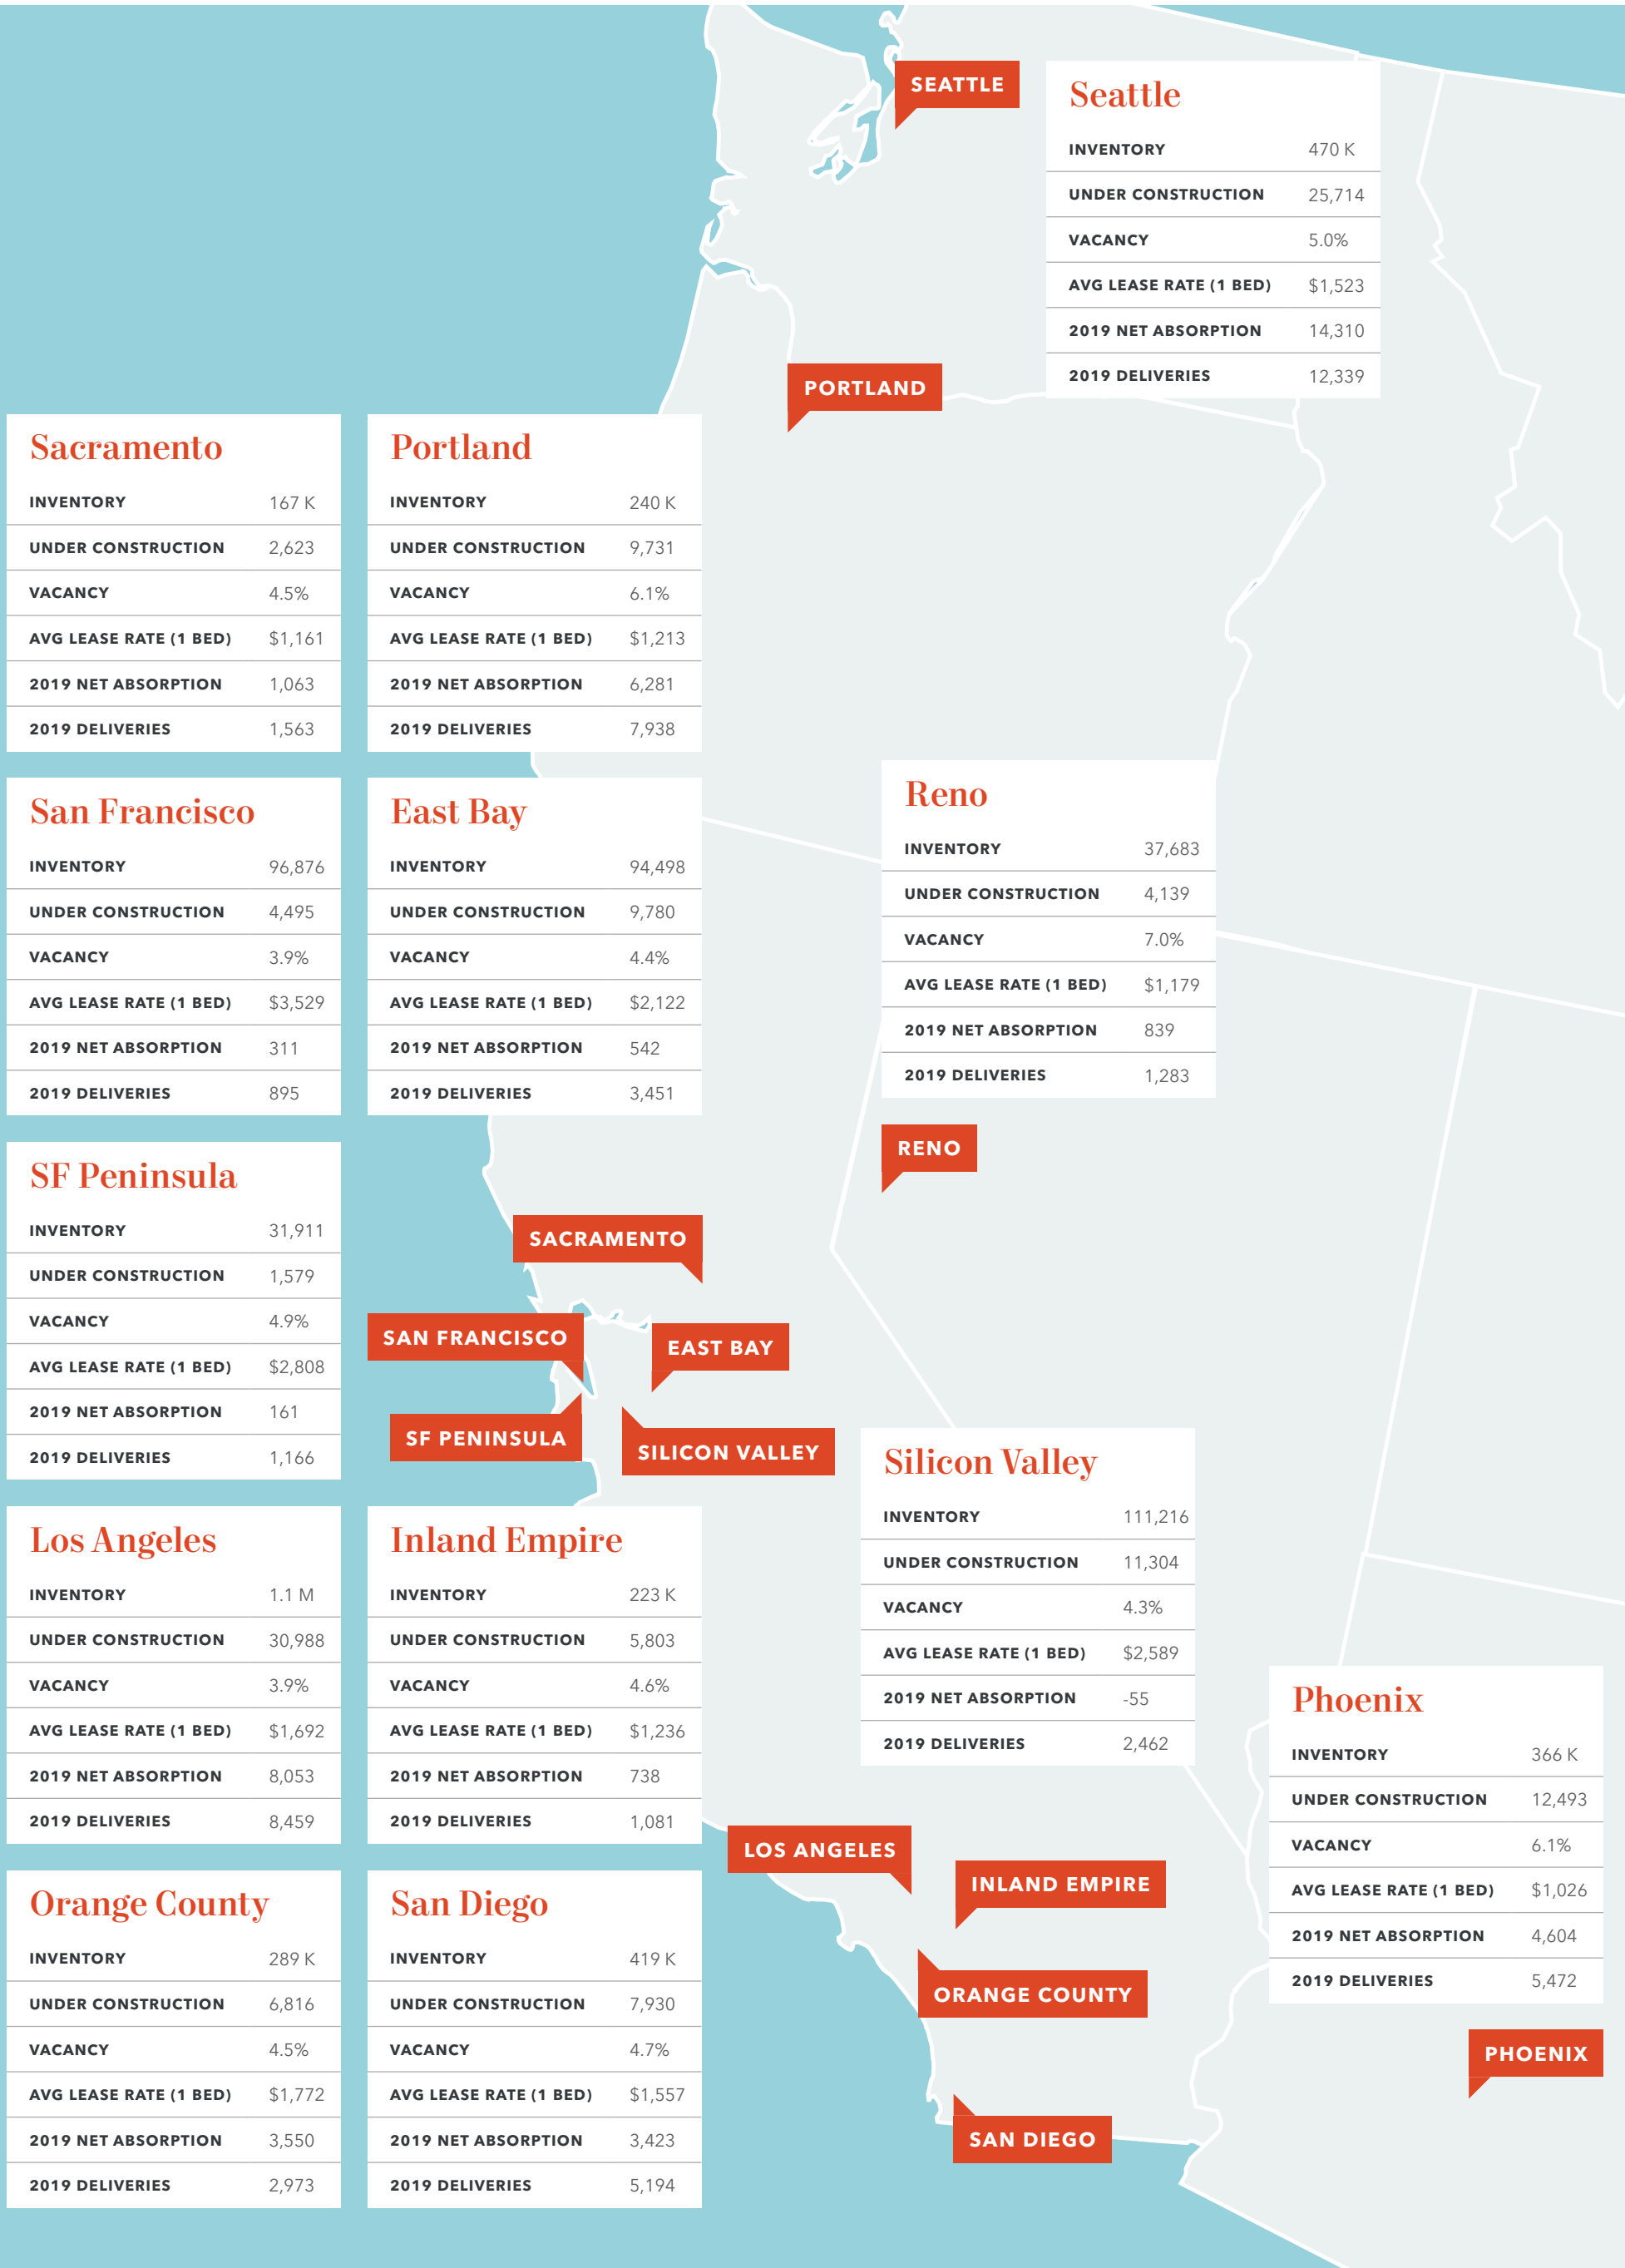 SEATTLE
Seattle
INVENTORY 470 K
UNDER CONSTRUCTION 25,714
VACANCY 5.0%
AVG LEASE RATE (1 BED) $1,523
2019 NET ABSORPTION 14,310
2019 DELIVERIES 12,339
PORTLAND
Sacramento
INVENTORY 167 K
UNDER CONSTRUCTION 2,623
VACANCY 4.5%
AVG LEASE RATE (1 BED) $1,161
2019 NET ABSORPTION 1,063
2019 DELIVERIES 1,563
Portland
INVENTORY 240 K
UNDER CONSTRUCTION 9,731
VACANCY 6.1%
AVG LEASE RATE (1 BED) $1,213
2019 NET ABSORPTION 6,281
2019 DELIVERIES 7,938
San Francisco
INVENTORY 96,876
UNDER CONSTRUCTION 4,495
VACANCY 3.9%
AVG LEASE RATE (1 BED) $3,529
2019 NET ABSORPTION 311
2019 DELIVERIES 895
East Bay
INVENTORY 94,498
UNDER CONSTRUCTION 9,780
VACANCY 4.4%
AVG LEASE RATE (1 BED) $2,122
2019 NET ABSORPTION 542
2019 DELIVERIES 3,451
Reno
INVENTORY 37,683
UNDER CONSTRUCTION 4,139
VACANCY 7.0%
AVG LEASE RATE (1 BED) $1,179
2019 NET ABSORPTION 839
2019 DELIVERIES 1,283
RENO
SF Peninsula
INVENTORY 31,911
UNDER CONSTRUCTION 1,579
VACANCY 4.9%
AVG LEASE RATE (1 BED) $2,808
2019 NET ABSORPTION 161
2019 DELIVERIES 1,166
SACRAMENTO
SAN FRANCISCO
EAST BAY
SF PENINSULA
SILICON VALLEY
Silicon Valley
INVENTORY 111,216
UNDER CONSTRUCTION 11,304
VACANCY 4.3%
AVG LEASE RATE (1 BED) $2,589
2019 NET ABSORPTION -55
2019 DELIVERIES 2,462
Los Angeles
INVENTORY 1.1 M
UNDER CONSTRUCTION 30,988
VACANCY 3.9%
AVG LEASE RATE (1 BED) $1,692
2019 NET ABSORPTION 8,053
2019 DELIVERIES 8,459
Inland Empire
INVENTORY 223 K
UNDER CONSTRUCTION 5,803
VACANCY 4.6%
AVG LEASE RATE (1 BED) $1,236
2019 NET ABSORPTION 738
2019 DELIVERIES 1,081
Phoenix
INVENTORY 366 K
UNDER CONSTRUCTION 12,493
VACANCY 6.1%
AVG LEASE RATE (1 BED) $1,026
2019 NET ABSORPTION 4,604
2019 DELIVERIES 5,472
LOS ANGELES
INLAND EMPIRE
ORANGE COUNTY
PHOENIX
SAN DIEGO
Orange County
INVENTORY 289 K
UNDER CONSTRUCTION 6,816
VACANCY 4.5%
AVG LEASE RATE (1 BED) $1,772
2019 NET ABSORPTION 3,550
2019 DELIVERIES 2,973
San Diego
INVENTORY 419 K
UNDER CONSTRUCTION 7,930
VACANCY 4.7%
AVG LEASE RATE (1 BED) $1,557
2019 NET ABSORPTION 3,423
2019 DELIVERIES 5,194